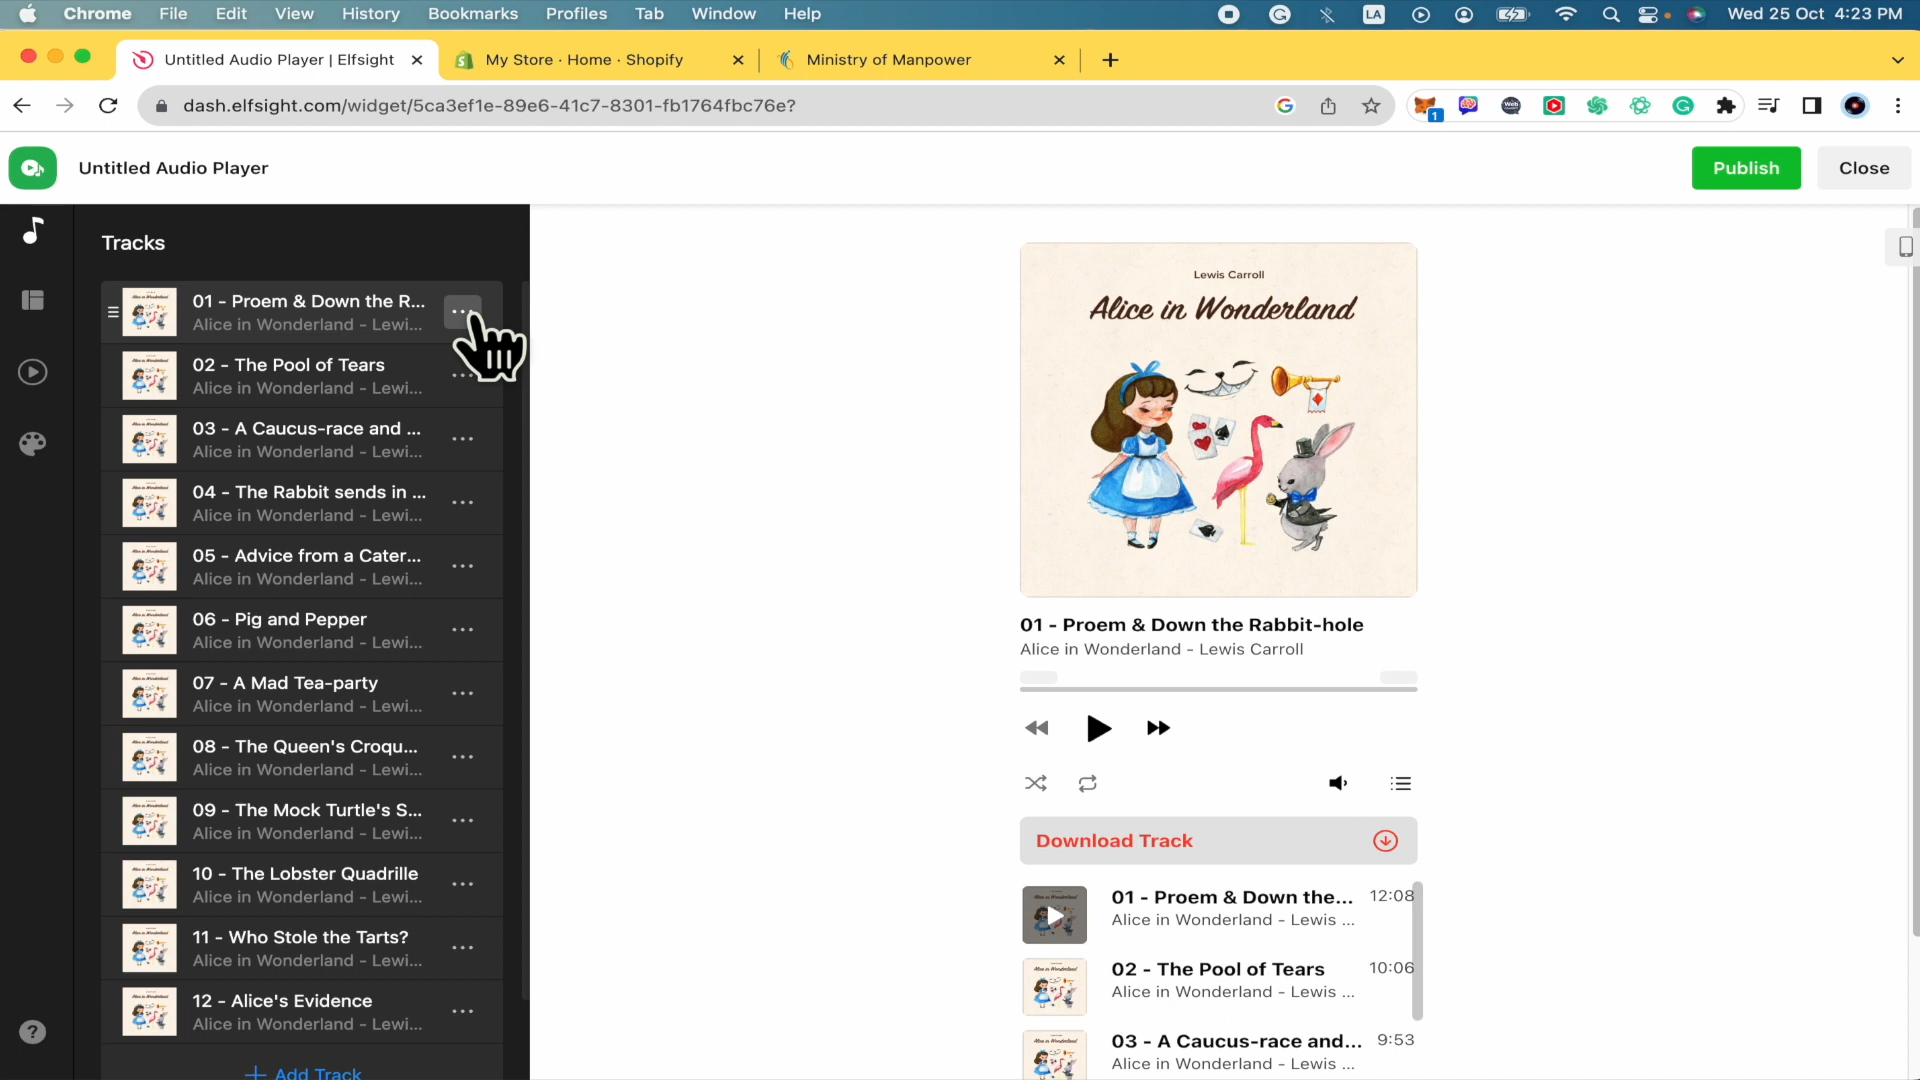 Chrome File Edit View History Bookmarks Profiles Tab Window Help LA Wed 25 Oct 4:23 PM
Untitled Audio Player | Elfsight My Store · Home · Shopify Ministry of Manpower
dash.elfsight.com/widget/5ca3ef1e-89e6-41c7-8301-fb1764fbc76e? 1
Untitled Audio Player Publish Close
Tracks
01 - Proem & Down the R...
Alice in Wonderland - Lewi...
02 - The Pool of Tears
Alice in Wonderland - Lewi...
03 - A Caucus-race and ...
Alice in Wonderland - Lewi...
04 - The Rabbit sends in ...
Alice in Wonderland - Lewi...
05 - Advice from a Cater...
Alice in Wonderland - Lewi...
06 - Pig and Pepper
Alice in Wonderland - Lewi...
07 - A Mad Tea-party
Alice in Wonderland - Lewi...
08 - The Queen's Croqu...
Alice in Wonderland - Lewi...
09 - The Mock Turtle's S...
Alice in Wonderland - Lewi...
10 - The Lobster Quadrille
Alice in Wonderland - Lewi...
11 - Who Stole the Tarts?
Alice in Wonderland - Lewi...
12 - Alice's Evidence
Alice in Wonderland - Lewi...
+ Add Track
Lewis Carroll
Alice in Wonderland
01 - Proem & Down the Rabbit-hole
Alice in Wonderland - Lewis Carroll
Download Track
01 - Proem & Down the... 12:08
Alice in Wonderland - Lewis ...
02 - The Pool of Tears 10:06
Alice in Wonderland - Lewis ...
03 - A Caucus-race and... 9:53
Alice in Wonderland - Lewis ...